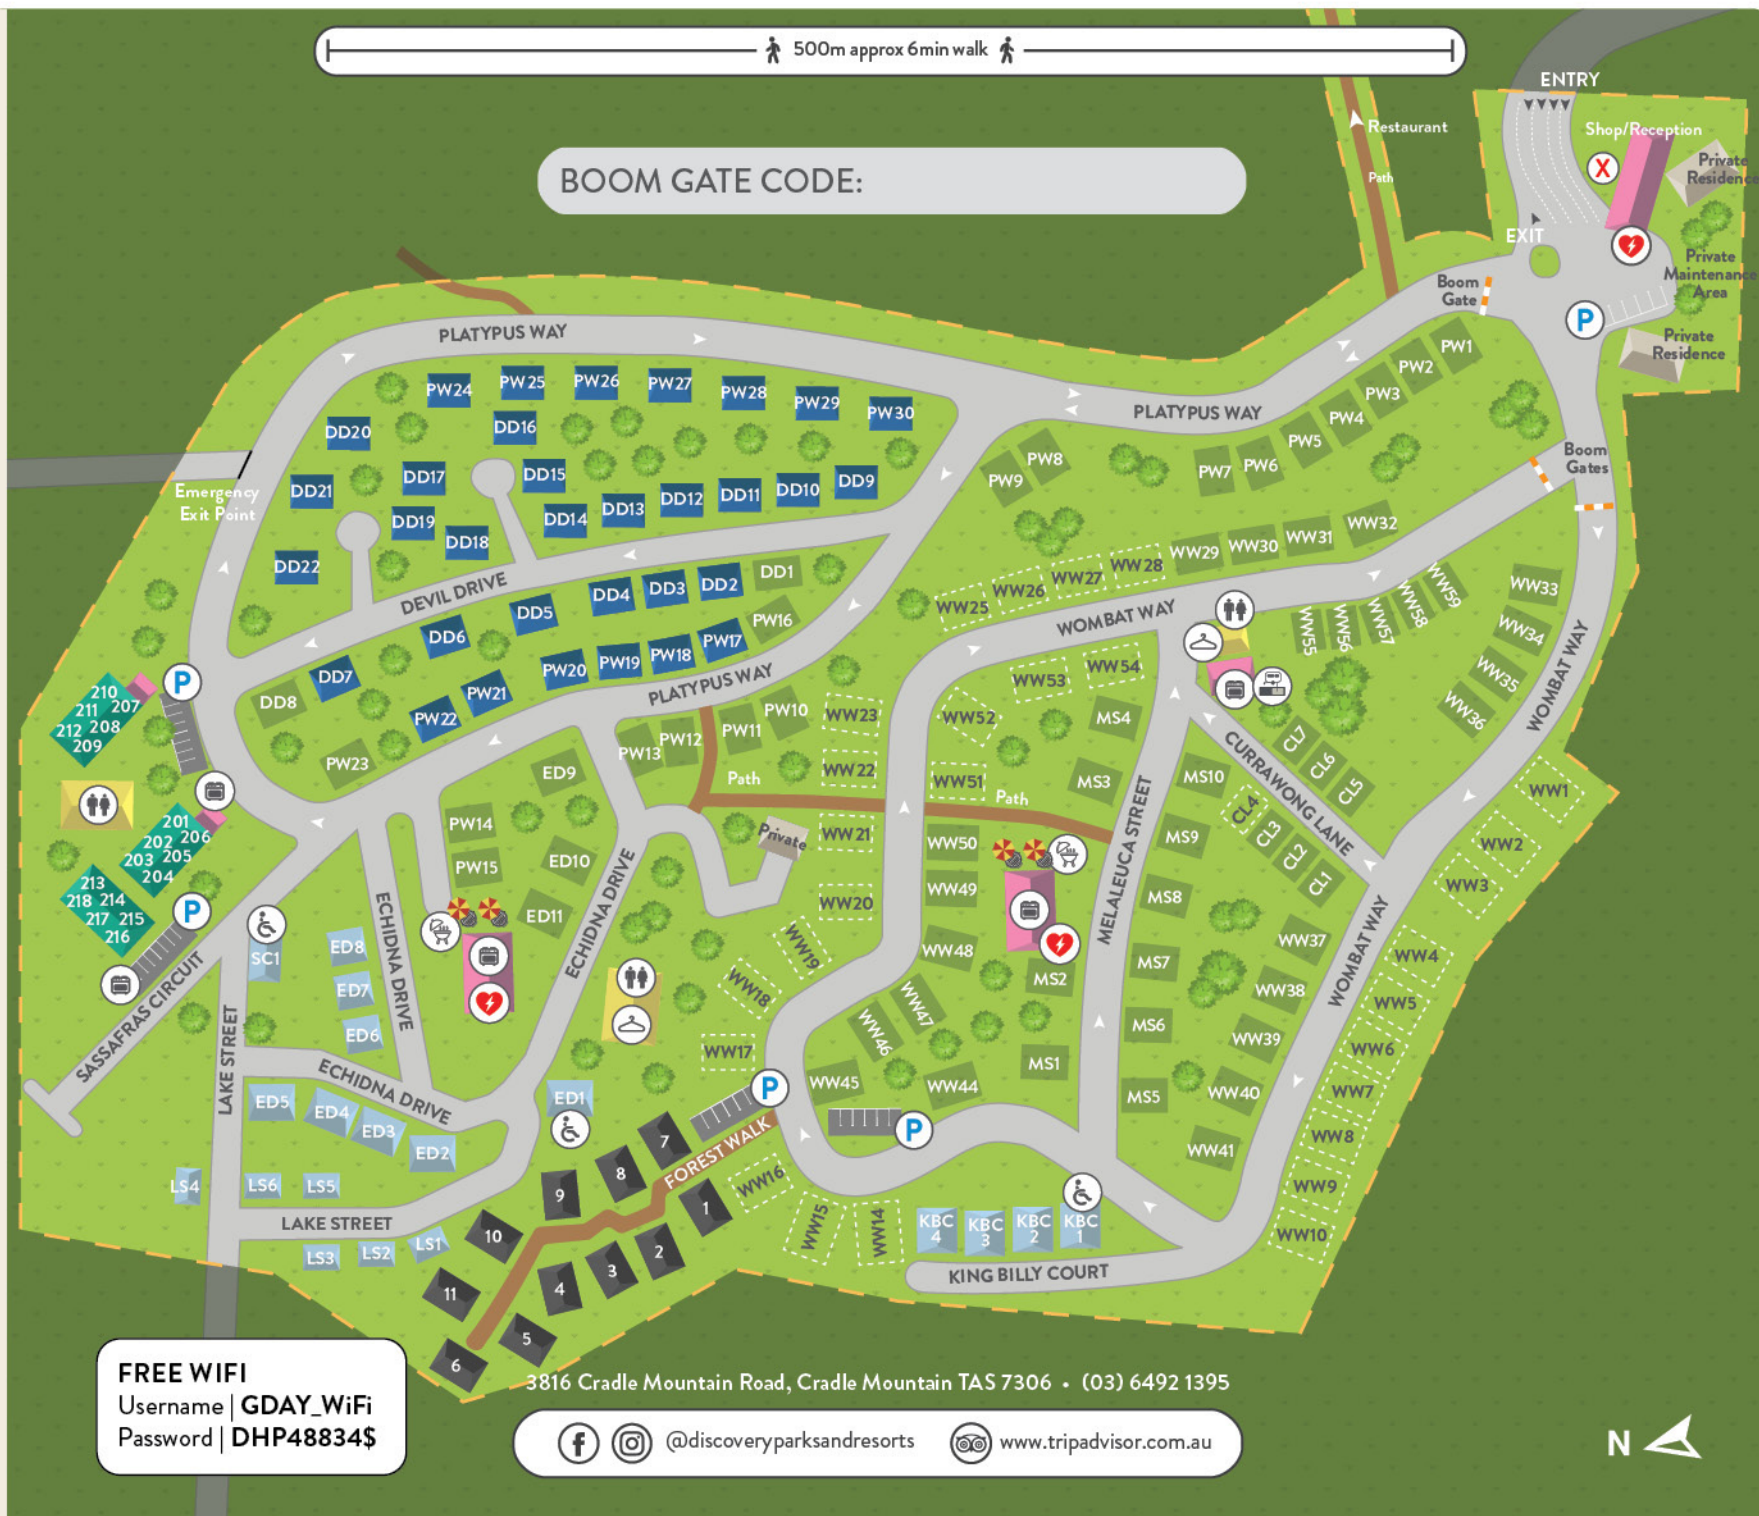 500m approx 6min walk
ENTRY
Restaurant
Shop/Reception
X
Private
Residence
BOOM GATE CODE:
Path
EXIT
Private
Maintenance
Area
Boom
Gate
P
Private
Residence
PLATYPUS WAY
PW24
PW25
PW26
PW27
PW28
PW29
PW30
PLATYPUS WAY
PW1
PW2
PW3
PW4
PW5
PW6
PW7
PW8
PW9
DD20
DD16
DD21
DD17
DD15
DD19
DD18
DD14
DD13
DD12
DD11
DD10
DD9
DD22
Emergency
Exit Point
Boom
Gates
DEVIL DRIVE
DD1
DD2
DD3
DD4
DD5
DD6
DD7
DD8
PW16
PW17
PW18
PW19
PW20
PW21
PW22
PW23
PLATYPUS WAY
WW25
WW26
WW27
WW28
WW29
WW30
WW31
WW32
WOMBAT WAY
WW55
WW56
WW57
WW58
WW59
WW33
WW34
WW35
WW36
WOMBAT WAY
P
210
211
207
212
208
209
201
202
206
203
205
204
213
218
214
217
215
216
P
SASSAFRAS CIRCUIT
PW10
PW11
PW12
PW13
Path
Private
WW23
WW22
WW21
WW20
WW19
WW18
WW17
WW53
WW54
WW52
WW51
Path
WW50
WW49
WW48
WW47
WW46
WW45
WW44
MS4
MS3
MS2
MS1
MELALEUCA STREET
MS10
MS9
MS8
MS7
MS6
MS5
CURRAWONG LANE
CL7
CL6
CL5
CL4
CL3
CL2
CL1
WW1
WW2
WW3
WW4
WW5
WW6
WW7
WW8
WW9
WW10
WOMBAT WAY
WW37
WW38
WW39
WW40
WW41
ED9
ED10
ED11
PW14
PW15
ECHIDNA DRIVE
ECHIDNA DRIVE
SC1
ED8
ED7
ED6
LAKE STREET
ECHIDNA DRIVE
ED5
ED4
ED3
ED2
ED1
P
P
LS4
LS6
LS5
LAKE STREET
LS3
LS2
LS1
FOREST WALK
7
8
9
10
11
1
2
3
4
5
6
WW16
WW15
WW14
KBC
4
KBC
3
KBC
2
KBC
1
KING BILLY COURT
FREE WIFI
Username | GDAY_WiFi
Password | DHP48834$
3816 Cradle Mountain Road, Cradle Mountain TAS 7306 • (03) 6492 1395
@discoveryparksandresorts
www.tripadvisor.com.au
N